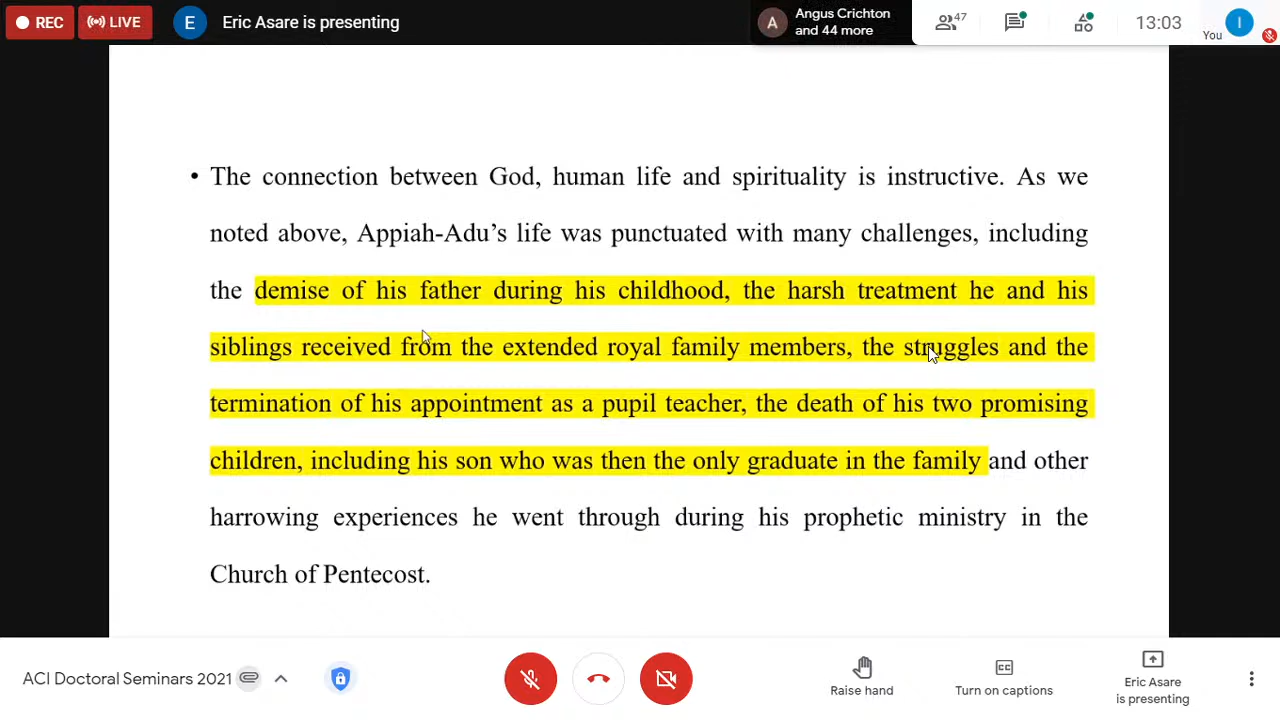 REC
LIVE
E
Eric Asare is presenting
A
Angus Crichton
and 44 more
47
13:03
You
I
• The connection between God, human life and spirituality is instructive. As we
noted above, Appiah-Adu’s life was punctuated with many challenges, including
the demise of his father during his childhood, the harsh treatment he and his
siblings received from the extended royal family members, the struggles and the
termination of his appointment as a pupil teacher, the death of his two promising
children, including his son who was then the only graduate in the family and other
harrowing experiences he went through during his prophetic ministry in the
Church of Pentecost.
ACI Doctoral Seminars 2021
Raise hand
CC
Turn on captions
Eric Asare
is presenting